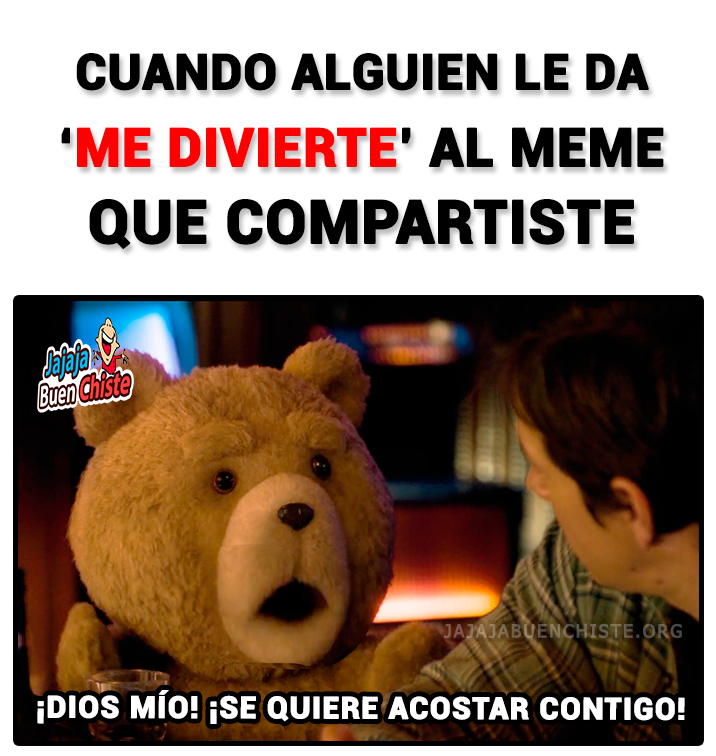 CUANDO ALGUIEN LE DA
‘ME DIVIERTE’ AL MEME
QUE COMPARTISTE
Jajaja
Buen Chiste
JAJAJABUENCHISTE.ORG
¡DIOS MÍO! ¡SE QUIERE ACOSTAR CONTIGO!